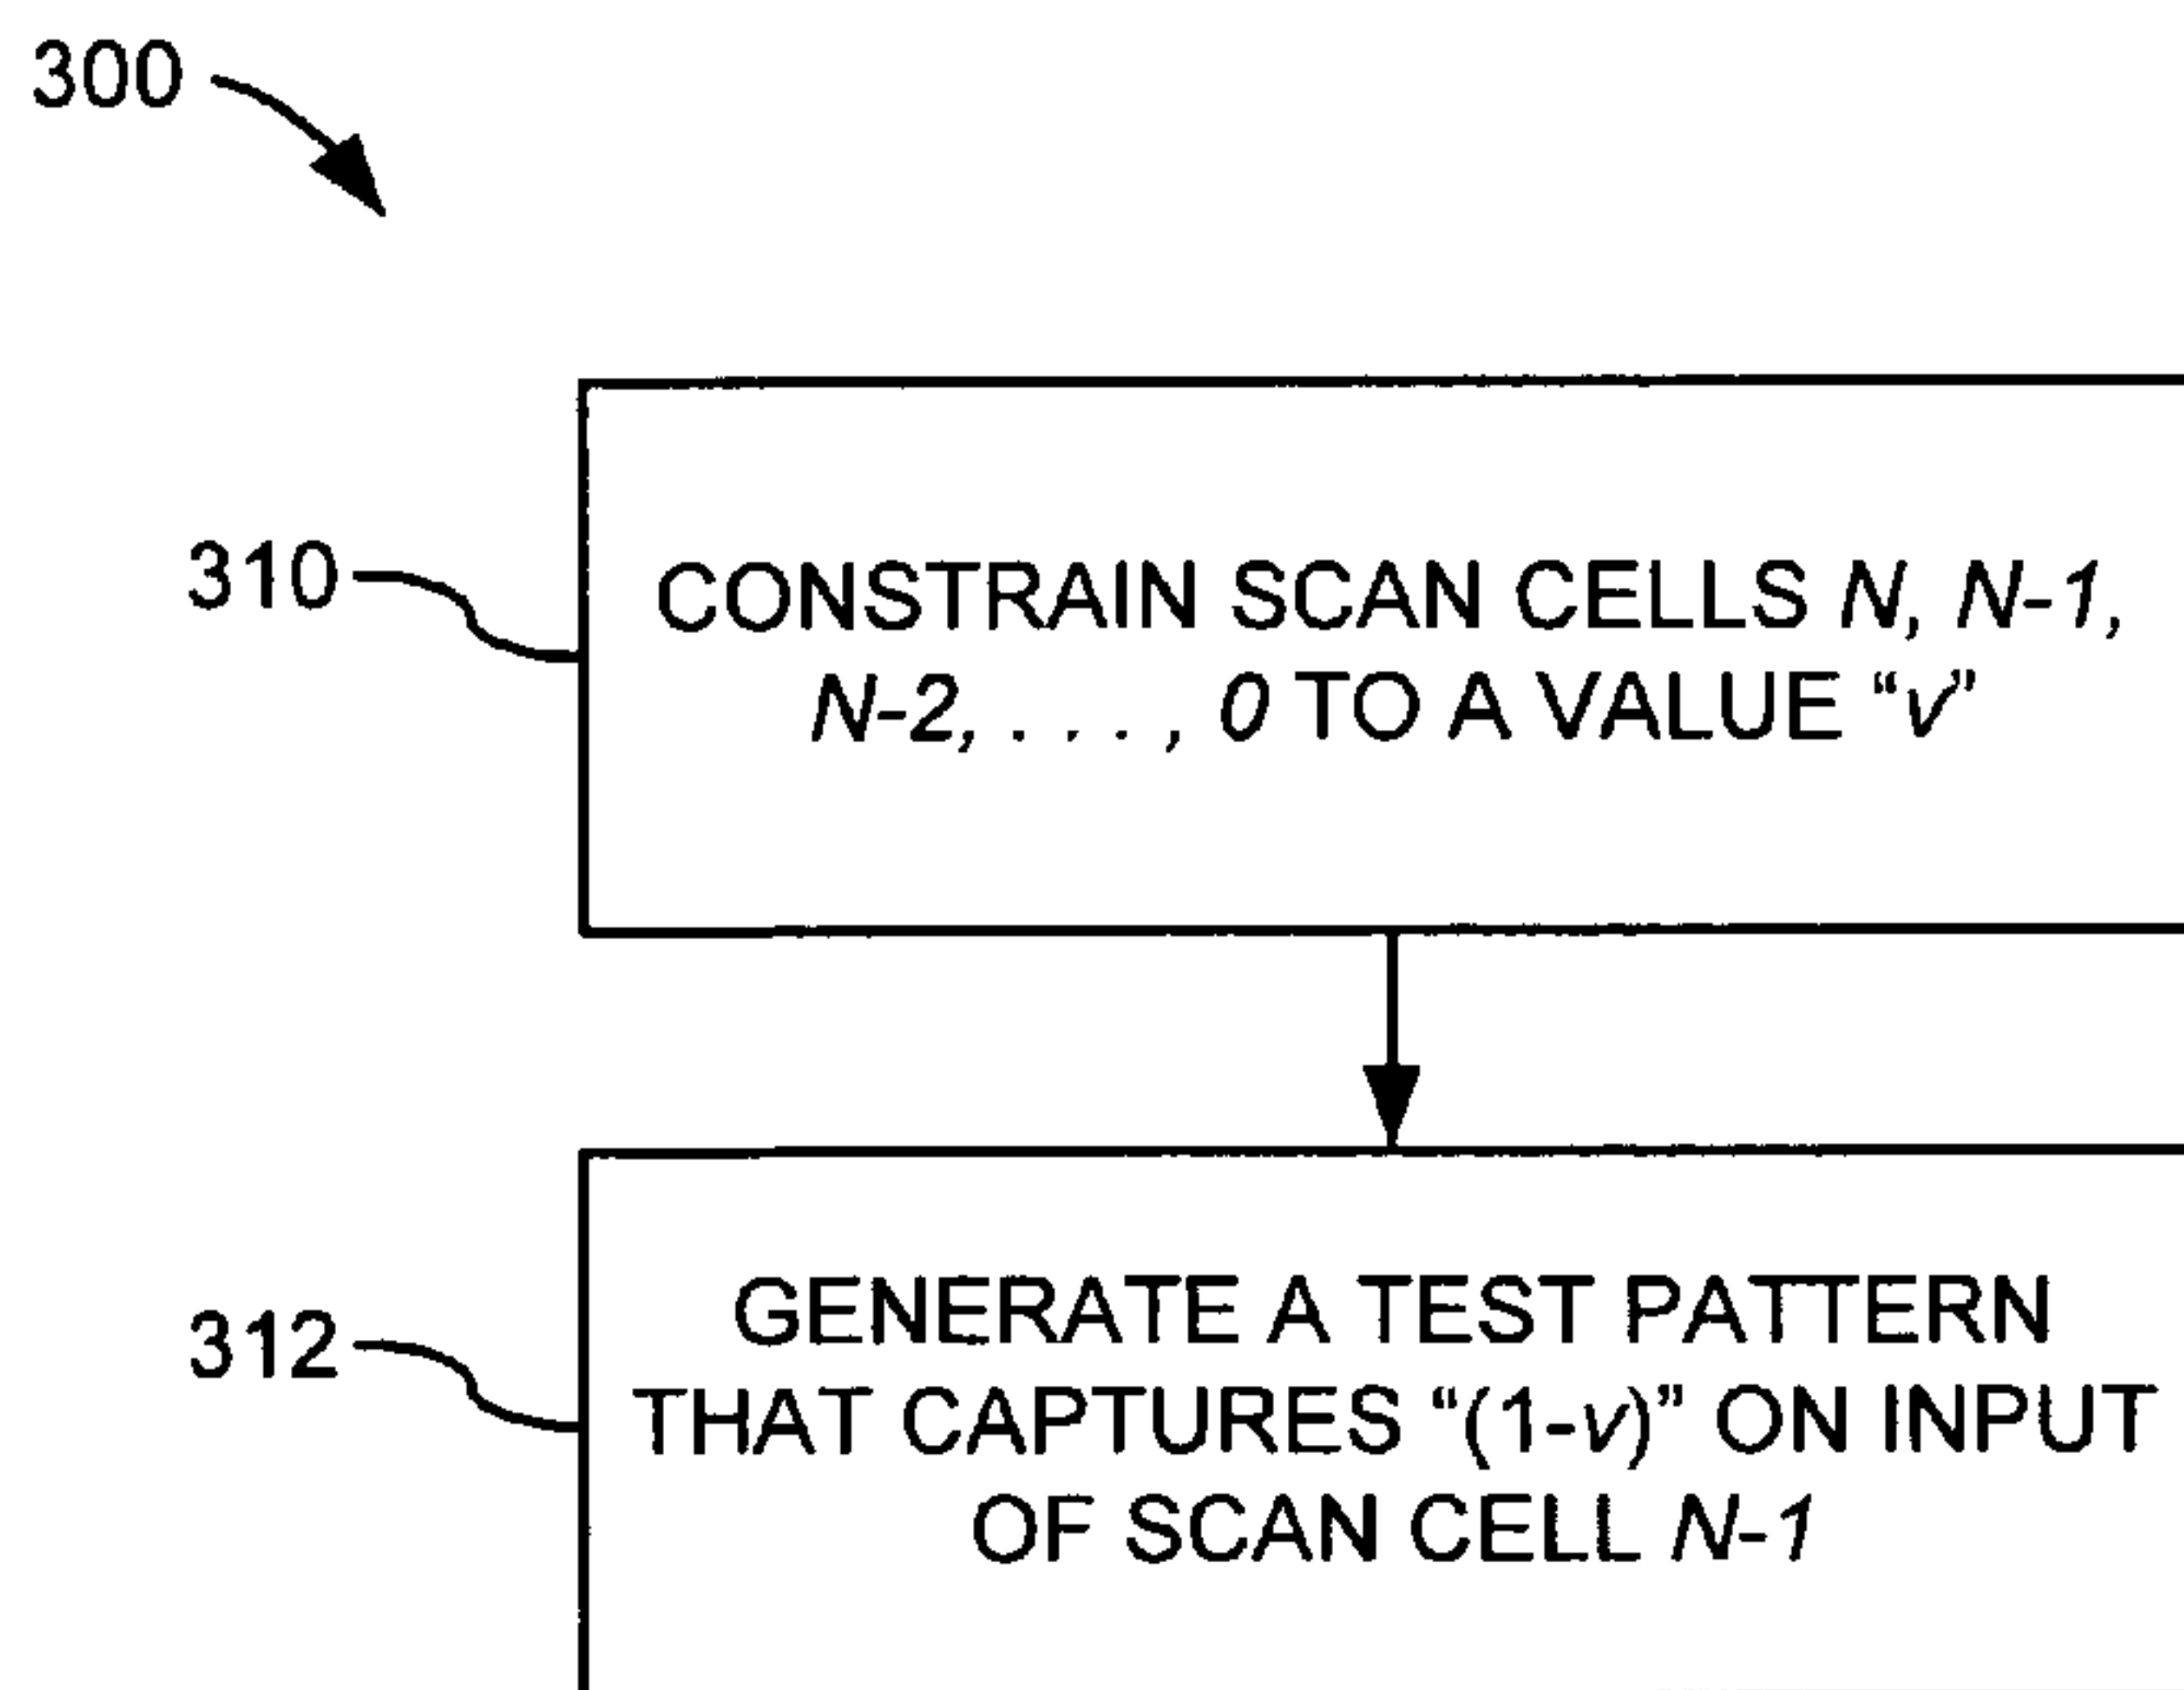 300
310
CONSTRAIN SCAN CELLS N, N-1,
N-2, . . . , 0 TO A VALUE “v”
312
GENERATE A TEST PATTERN
THAT CAPTURES “(1-v)” ON INPUT
OF SCAN CELL N-1